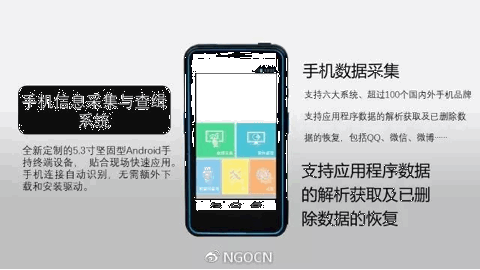 手机信息采集与查缉
系统
全新定制的5.3寸坚固型Android手
持终端设备， 贴合现场快速应用。
手机连接自动识别，无需额外下
载和安装驱动。
手机数据采集
支持六大系统、超过100个国内外手机品牌
支持应用程序数据的解析获取及已删除数
据的恢复，包括QQ、微信、微博······
支持应用程序数据
的解析获取及已删
除数据的恢复
NGOCN